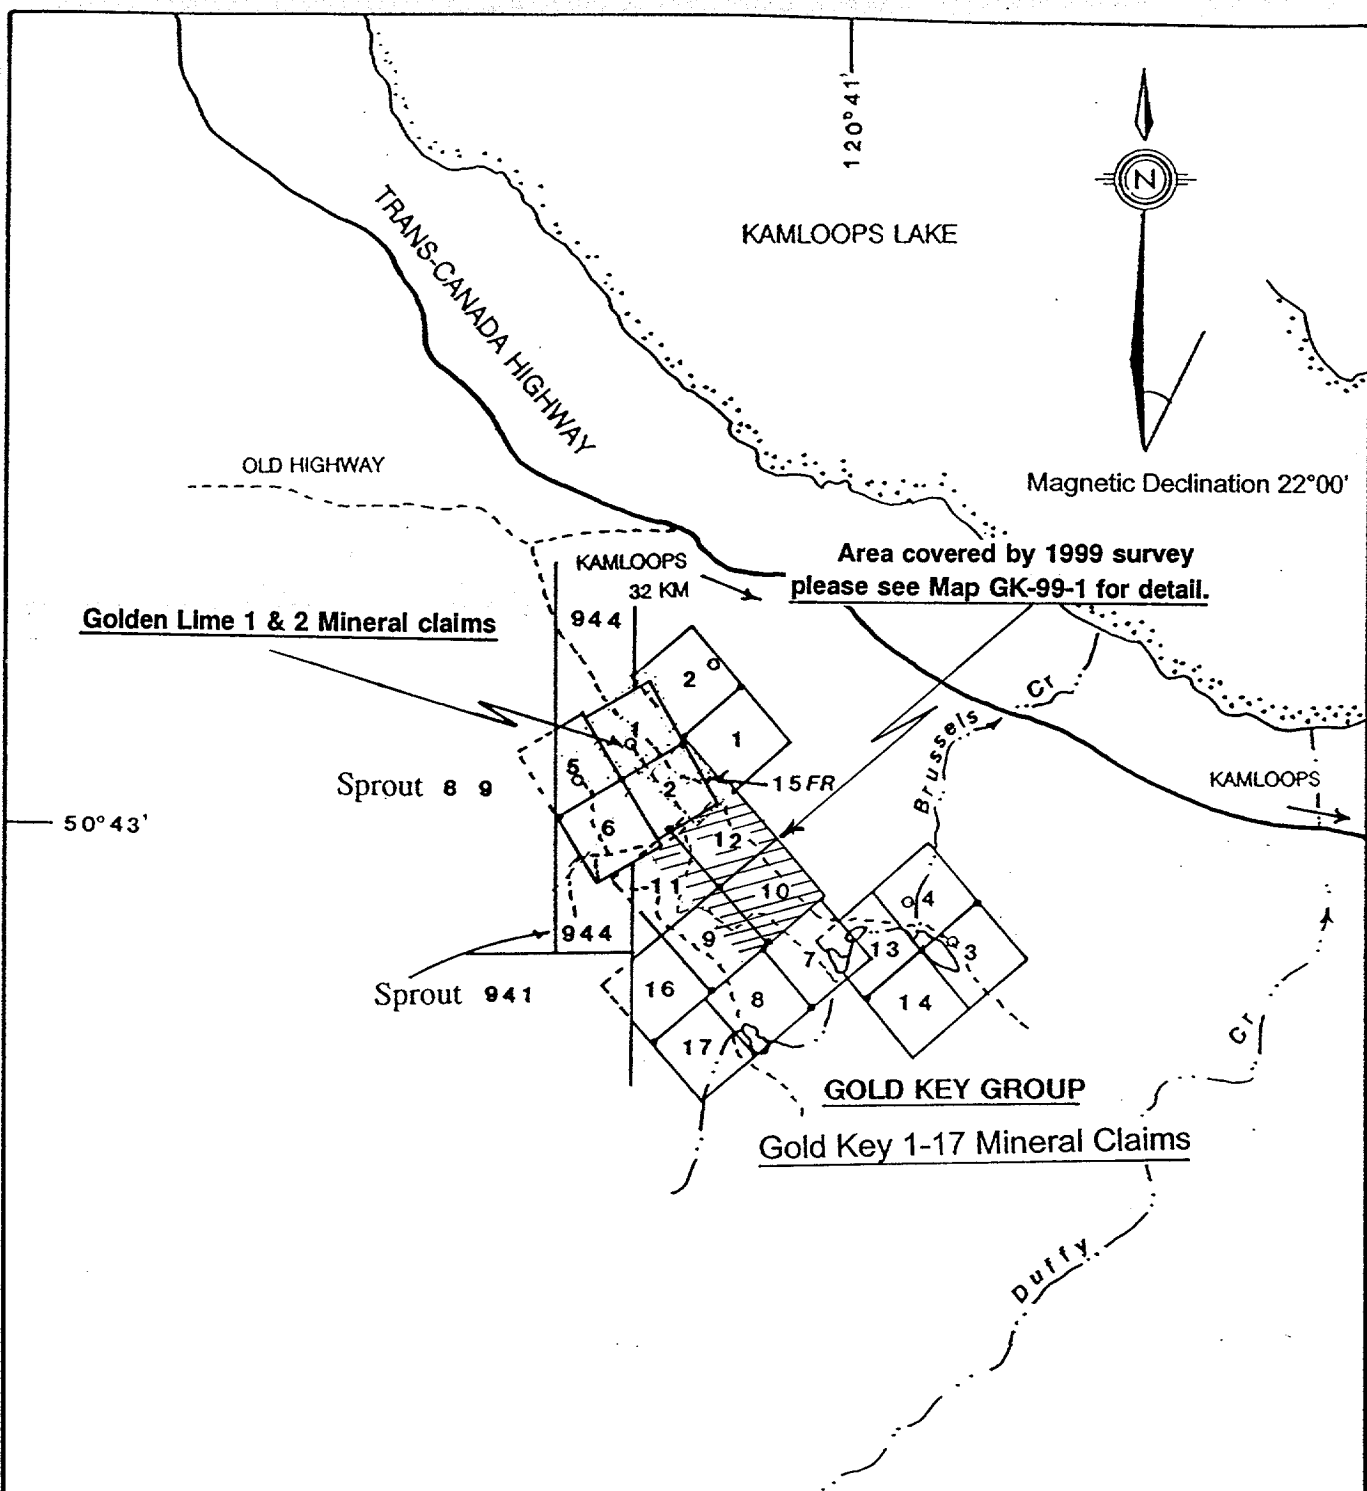 120°41'
N
KAMLOOPS LAKE
TRANS-CANADA HIGHWAY
OLD HIGHWAY
Magnetic Declination 22°00'
KAMLOOPS
32 KM
Area covered by 1999 survey
please see Map GK-99-1 for detail.
Golden Lime 1 & 2 Mineral claims
944
2
1
1
5
2
6
15FR
Sprout 8 9
50°43'
12
11
10
Brussels Cr
KAMLOOPS
4
944
9
7
13
3
Sprout 941
16
8
14
17
Cr
GOLD KEY GROUP
Gold Key 1-17 Mineral Claims
Duffy